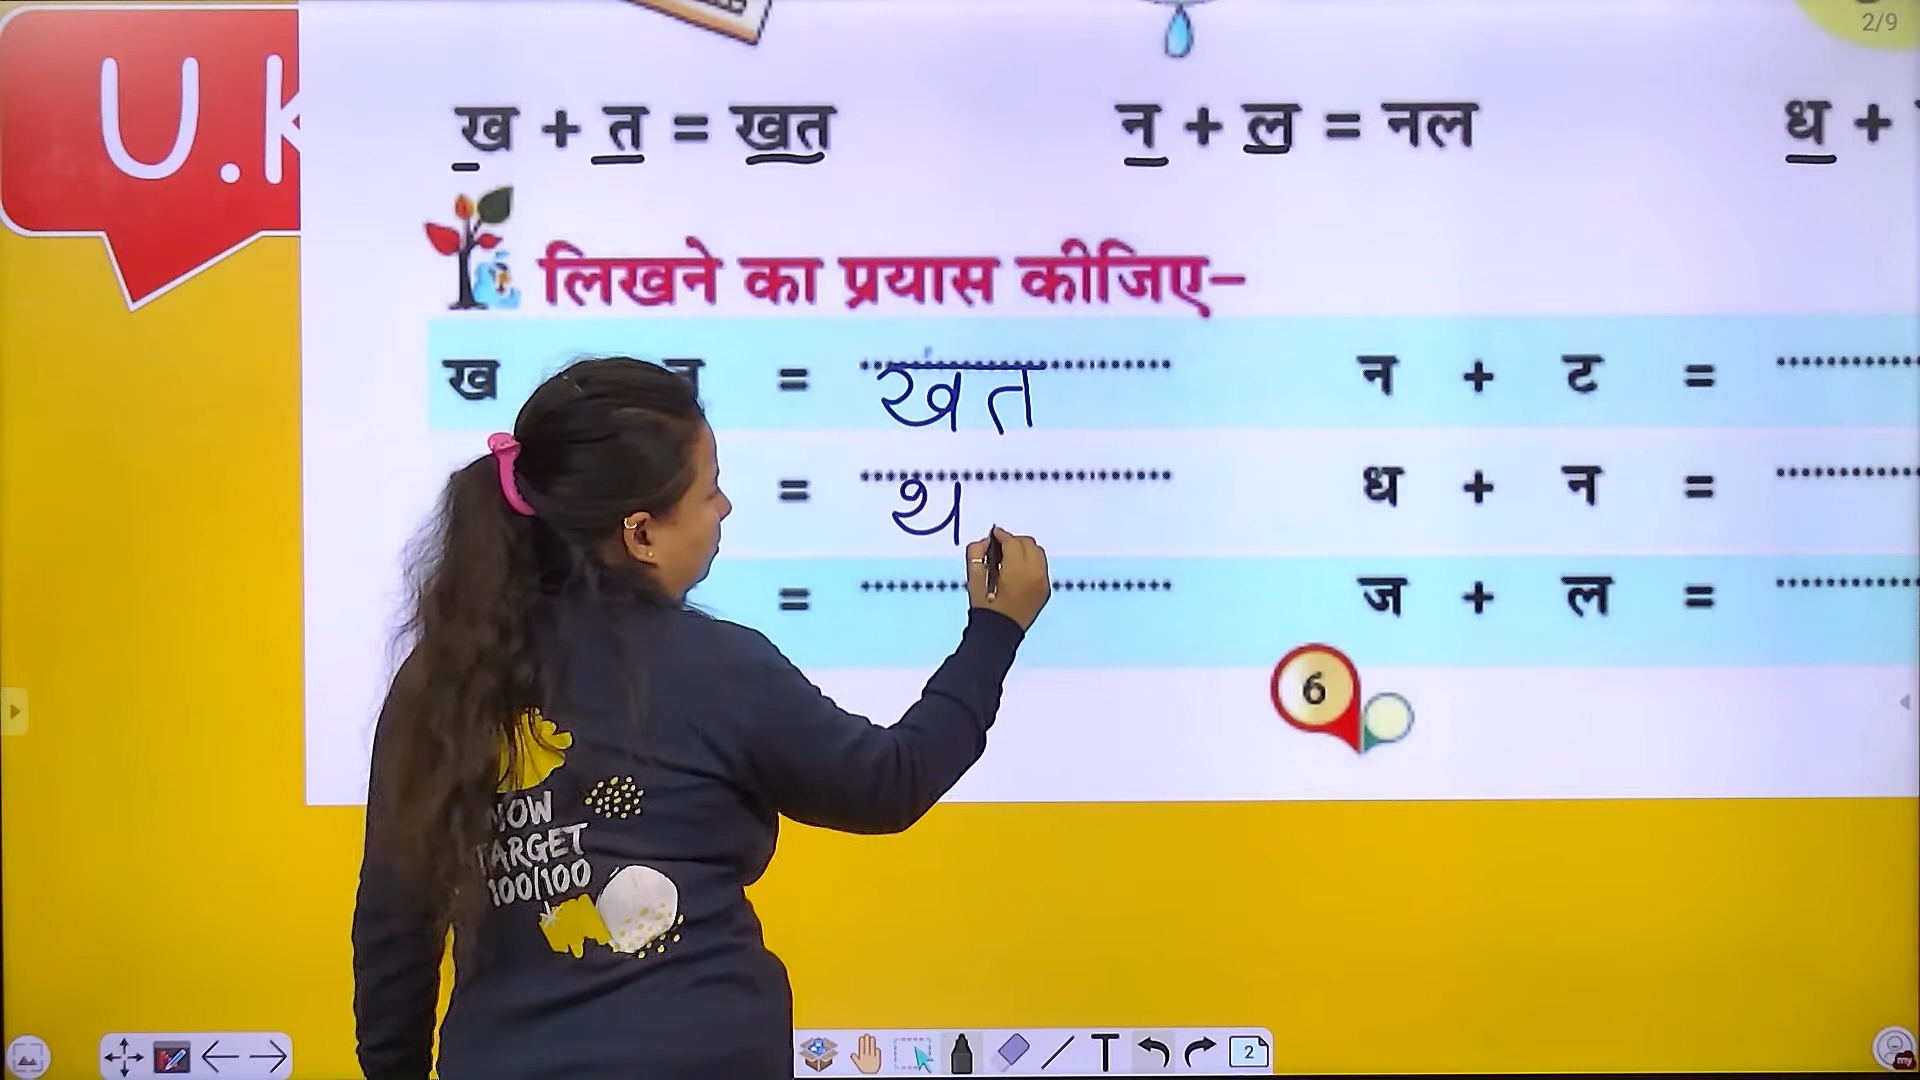 2/9
U.K
ख + त = खत न + ल = नल ध +
लिखने का प्रयास कीजिए–
ख = खत न + ट =
= थ ध + न =
= ज + ल =
6
NOW
TARGET
100/100
T 2